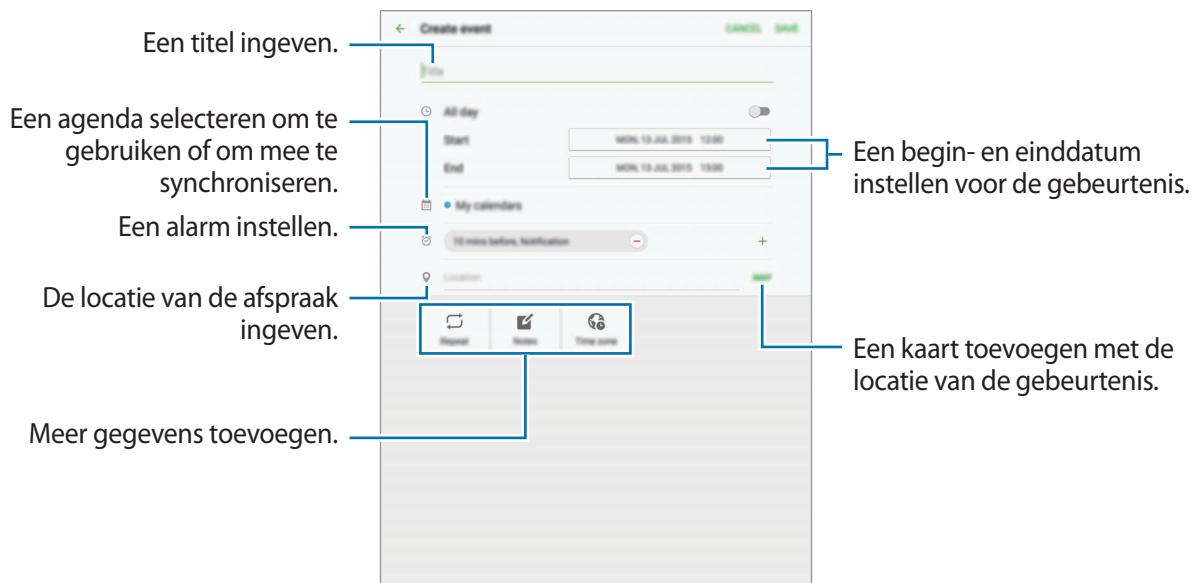 Create event
CANCEL SAVE
Een titel ingeven.
Title
Een agenda selecteren om te
gebruiken of om mee te
synchroniseren.
All day
Start MON, 13 JUL 2015 12:00
End MON, 13 JUL 2015 13:00
Een begin- en einddatum
instellen voor de gebeurtenis.
My calendars
Een alarm instellen.
10 mins before, Notification
De locatie van de afspraak
ingeven.
Location
MAP
Repeat Notes Time zone
Een kaart toevoegen met de
locatie van de gebeurtenis.
Meer gegevens toevoegen.